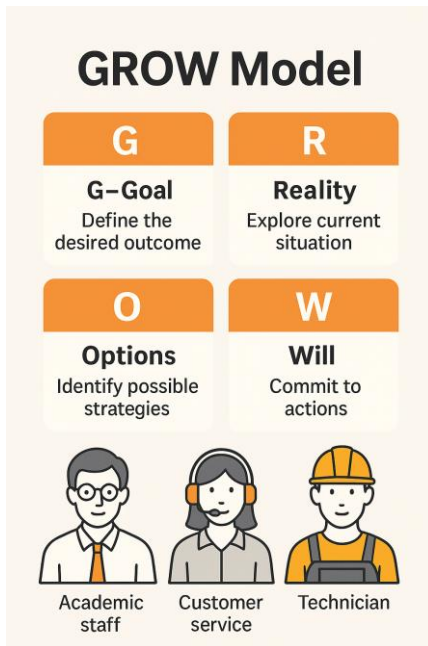 GROW Model
G
R
G–Goal
Define the
desired outcome
Reality
Explore current
situation
O
W
Options
Identify possible
strategies
Will
Commit to
actions
Academic
staff
Customer
service
Technician